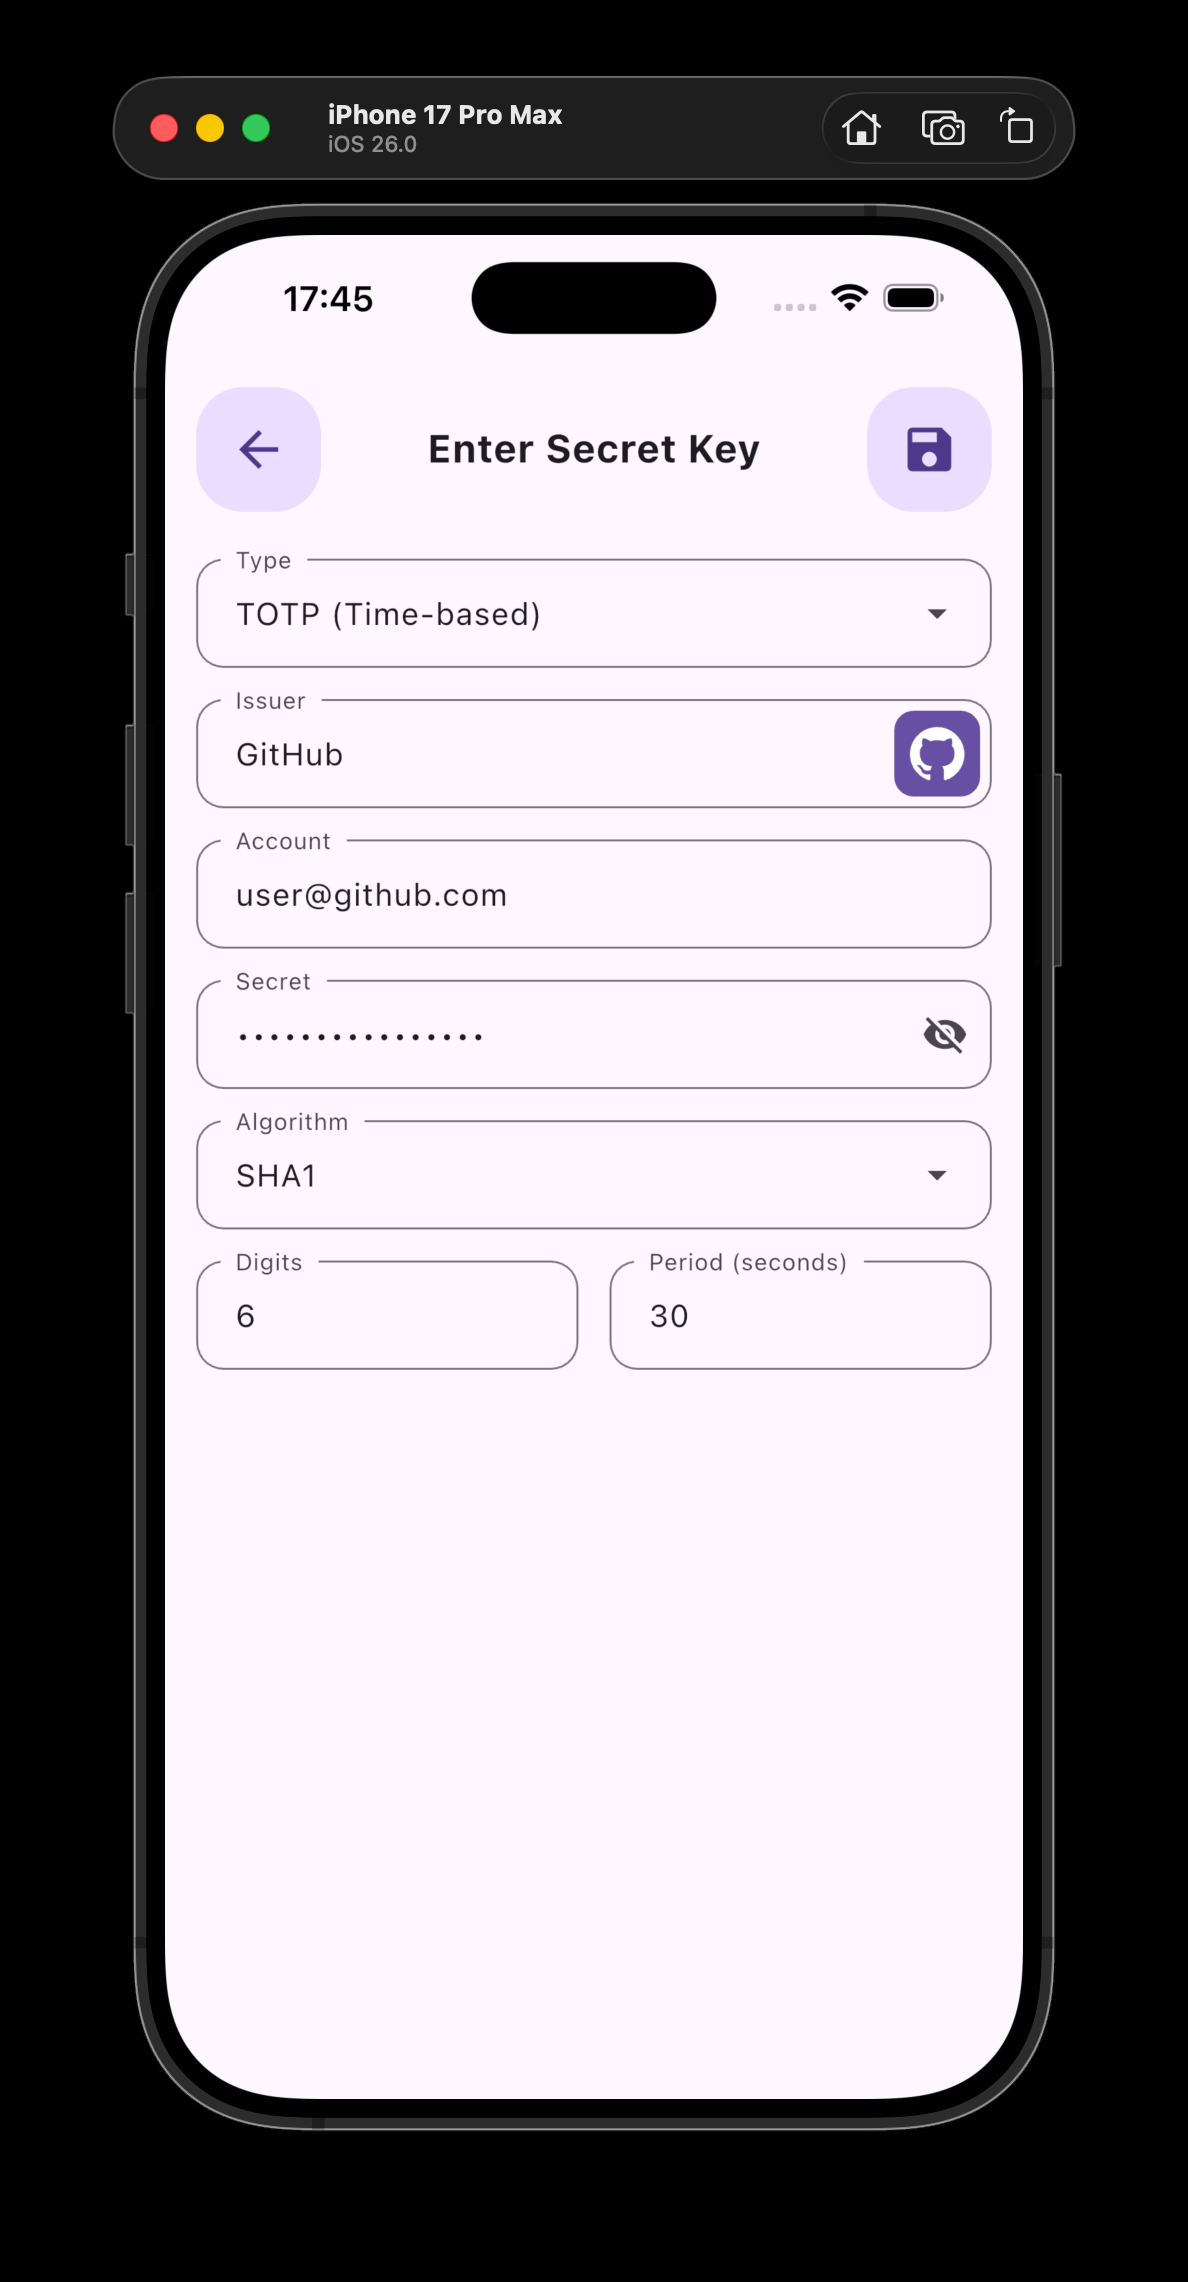 iPhone 17 Pro Max
iOS 26.0
17:45
Enter Secret Key
Type
TOTP (Time-based)
Issuer
GitHub
Account
user@github.com
Secret
•••••••••••••
Algorithm
SHA1
Digits
6
Period (seconds)
30